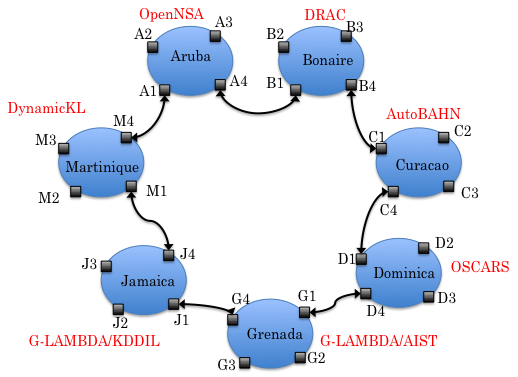 OpenNSA
DRAC
A3
B3
A2
B2
Aruba
Bonaire
A1
A4
B1
B4
DynamicKL
AutoBAHN
M4
C2
M3
C1
Martinique
Curacao
M2
M1
C3
C4
D2
J4
D1
J3
OSCARS
Jamaica
Dominica
G4
G1
D3
J2
J1
D4
Grenada
G-LAMBDA/KDDIL
G-LAMBDA/AIST
G3
G2